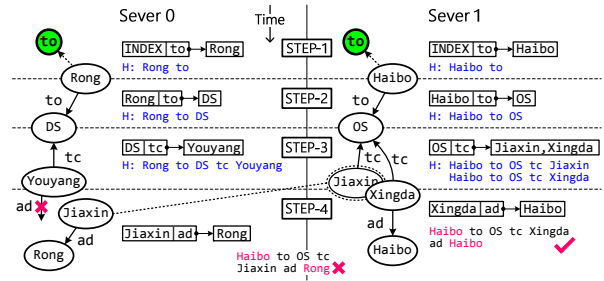 Sever 0
Time
Sever 1
to
INDEX to Rong
H: Rong to
STEP-1
to
INDEX to Haibo
H: Haibo to
Rong
Haibo
to
Rong to DS
H: Rong to DS
STEP-2
to
Haibo to OS
H: Haibo to OS
DS
OS
tc
DS tc Youyang
H: Rong to DS tc Youyang
STEP-3
tc
tc
OS tc Jiaxin,Xingda
H: Haibo to OS tc Jiaxin
Haibo to OS tc Xingda
Youyang
Jiaxin
Xingda
ad
Jiaxin
ad
Rong
Jiaxin ad Rong
STEP-4
Haibo to OS tc
Jiaxin ad Rong
ad
Haibo
Xingda ad Haibo
Haibo to OS tc Xingda
ad Haibo